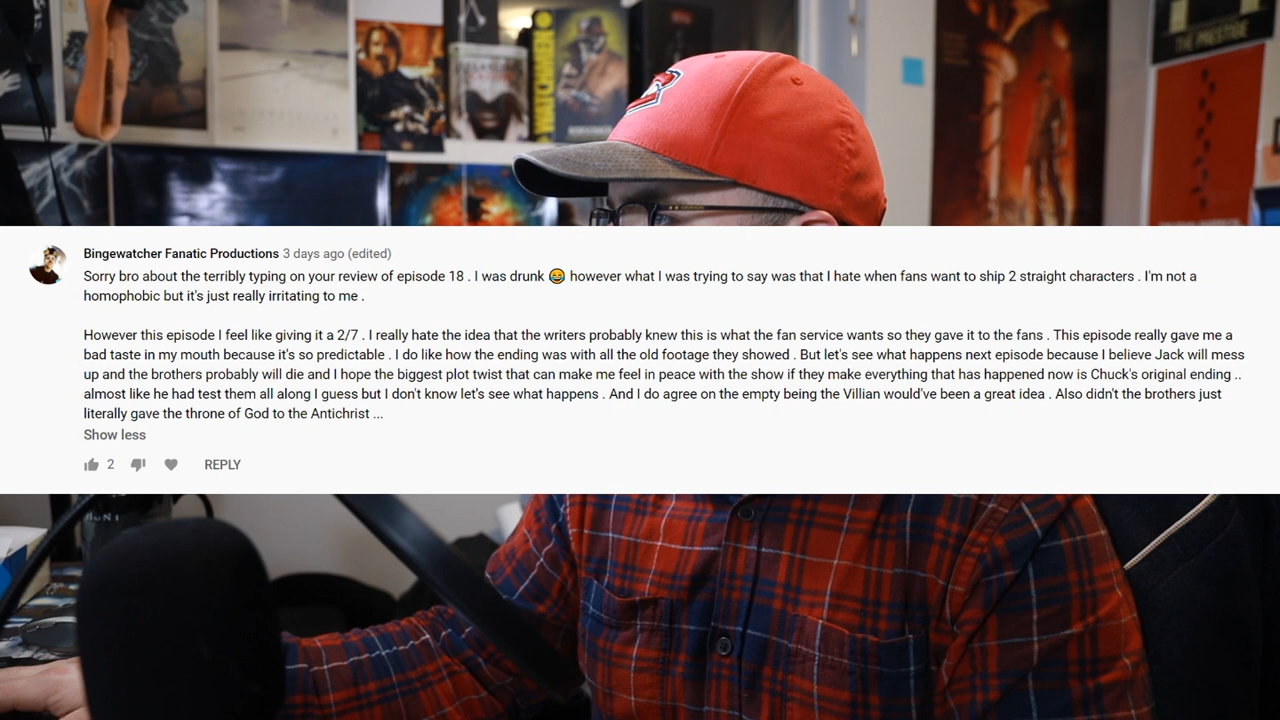 THE PRESTIGE
Bingewatcher Fanatic Productions 3 days ago (edited)
Sorry bro about the terribly typing on your review of episode 18 . I was drunk 😂 however what I was trying to say was that I hate when fans want to ship 2 straight characters . I'm not a
homophobic but it's just really irritating to me .
However this episode I feel like giving it a 2/7 . I really hate the idea that the writers probably knew this is what the fan service wants so they gave it to the fans . This episode really gave me a
bad taste in my mouth because it's so predictable . I do like how the ending was with all the old footage they showed . But let's see what happens next episode because I believe Jack will mess
up and the brothers probably will die and I hope the biggest plot twist that can make me feel in peace with the show if they make everything that has happened now is Chuck's original ending ..
almost like he had test them all along I guess but I don't know let's see what happens . And I do agree on the empty being the Villian would've been a great idea . Also didn't the brothers just
literally gave the throne of God to the Antichrist ...
Show less
2 REPLY